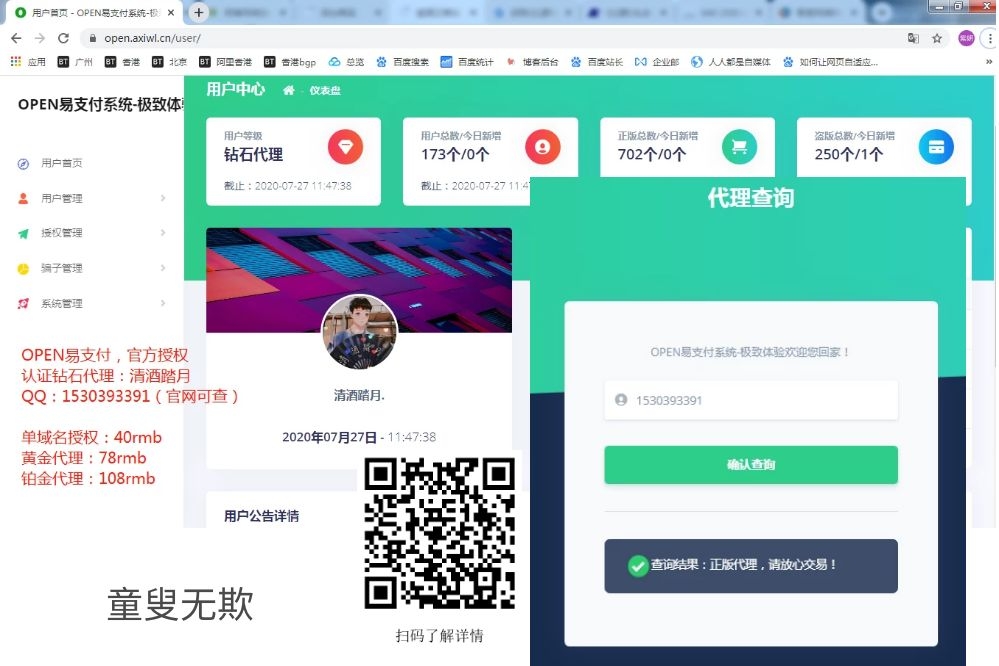 用户首页 - OPEN易支付系统-极
open.axiwl.cn/user/
应用 BT 广州 BT 香港 BT 北京 BT 阿里香港 BT 香港bgp 总览 百度搜索 百度统计 博客后台 百度站长 企业邮 人人都是自媒体 如何让网页自适应... »
OPEN易支付系统-极致体验
用户中心 - 仪表盘
用户首页
用户管理
授权管理
骗子管理
系统管理
用户等级
钻石代理
截止：2020-07-27 11:47:38
用户总数/今日新增
173个/0个
截止：2020-07-27 11:47
正版总数/今日新增
702个/0个
盗版总数/今日新增
250个/1个
OPEN易支付，官方授权
认证钻石代理：清酒踏月
QQ：1530393391（官网可查）
单域名授权：40rmb
黄金代理：78rmb
铂金代理：108rmb
清酒踏月.
2020年07月27日 - 11:47:38
用户公告详情
代理查询
OPEN易支付系统-极致体验欢迎您回家！
1530393391
确认查询
查询结果：正版代理，请放心交易！
童叟无欺
扫码了解详情